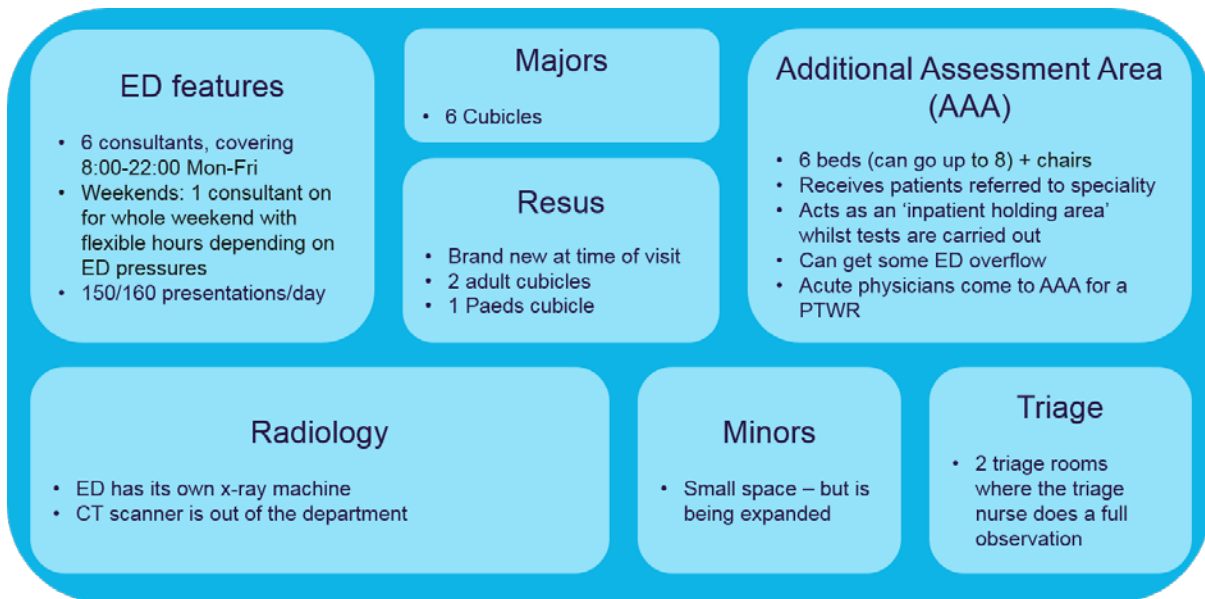 ED features
• 6 consultants, covering
8:00-22:00 Mon-Fri
• Weekends: 1 consultant on
for whole weekend with
flexible hours depending on
ED pressures
• 150/160 presentations/day
Majors
• 6 Cubicles
Resus
• Brand new at time of visit
• 2 adult cubicles
• 1 Paeds cubicle
Additional Assessment Area
(AAA)
• 6 beds (can go up to 8) + chairs
• Receives patients referred to speciality
• Acts as an ‘inpatient holding area’
whilst tests are carried out
• Can get some ED overflow
• Acute physicians come to AAA for a
PTWR
Radiology
• ED has its own x-ray machine
• CT scanner is out of the department
Minors
• Small space – but is
being expanded
Triage
• 2 triage rooms
where the triage
nurse does a full
observation